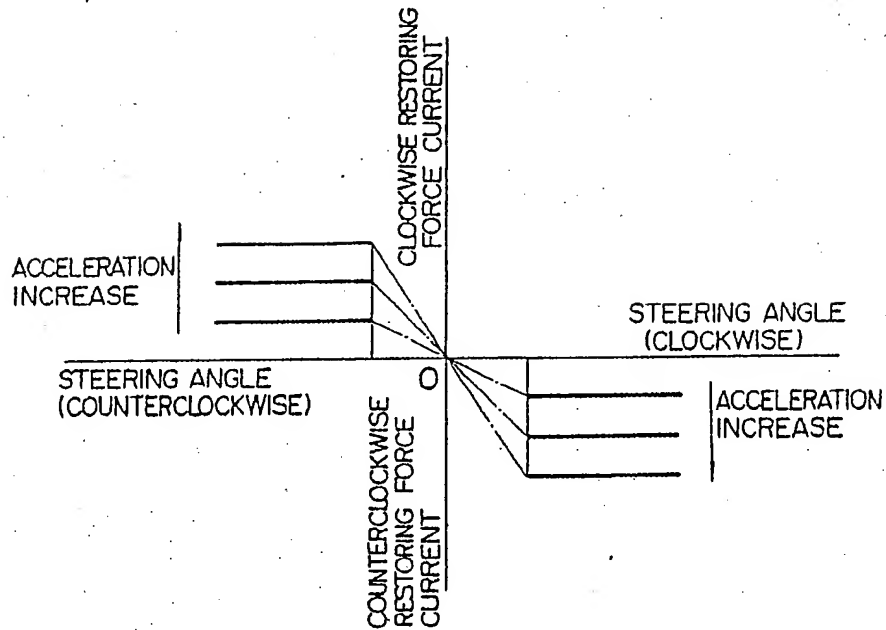 CLOCKWISE RESTORING
FORCE CURRENT
ACCELERATION
INCREASE
STEERING ANGLE
(CLOCKWISE)
STEERING ANGLE
(COUNTERCLOCKWISE)
O
ACCELERATION
INCREASE
COUNTERCLOCKWISE
RESTORING FORCE
CURRENT